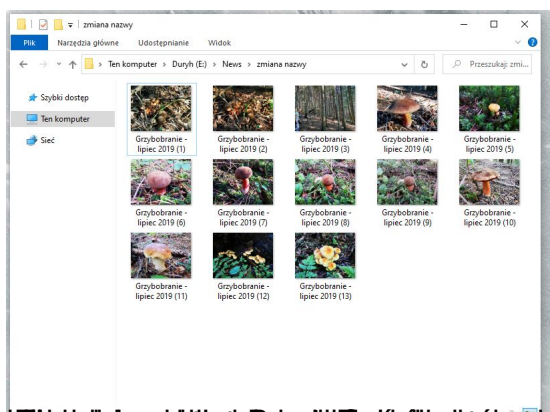 zmiana nazwy
Plik Narzędzia główne Udostępnianie Widok
Ten komputer > Duryh (E:) > News > zmiana nazwy
Przeszukaj: zmi...
Szybki dostęp
Ten komputer
Sieć
Grzybobranie - lipiec 2019 (1)
Grzybobranie - lipiec 2019 (2)
Grzybobranie - lipiec 2019 (3)
Grzybobranie - lipiec 2019 (4)
Grzybobranie - lipiec 2019 (5)
Grzybobranie - lipiec 2019 (6)
Grzybobranie - lipiec 2019 (7)
Grzybobranie - lipiec 2019 (8)
Grzybobranie - lipiec 2019 (9)
Grzybobranie - lipiec 2019 (10)
Grzybobranie - lipiec 2019 (11)
Grzybobranie - lipiec 2019 (12)
Grzybobranie - lipiec 2019 (13)